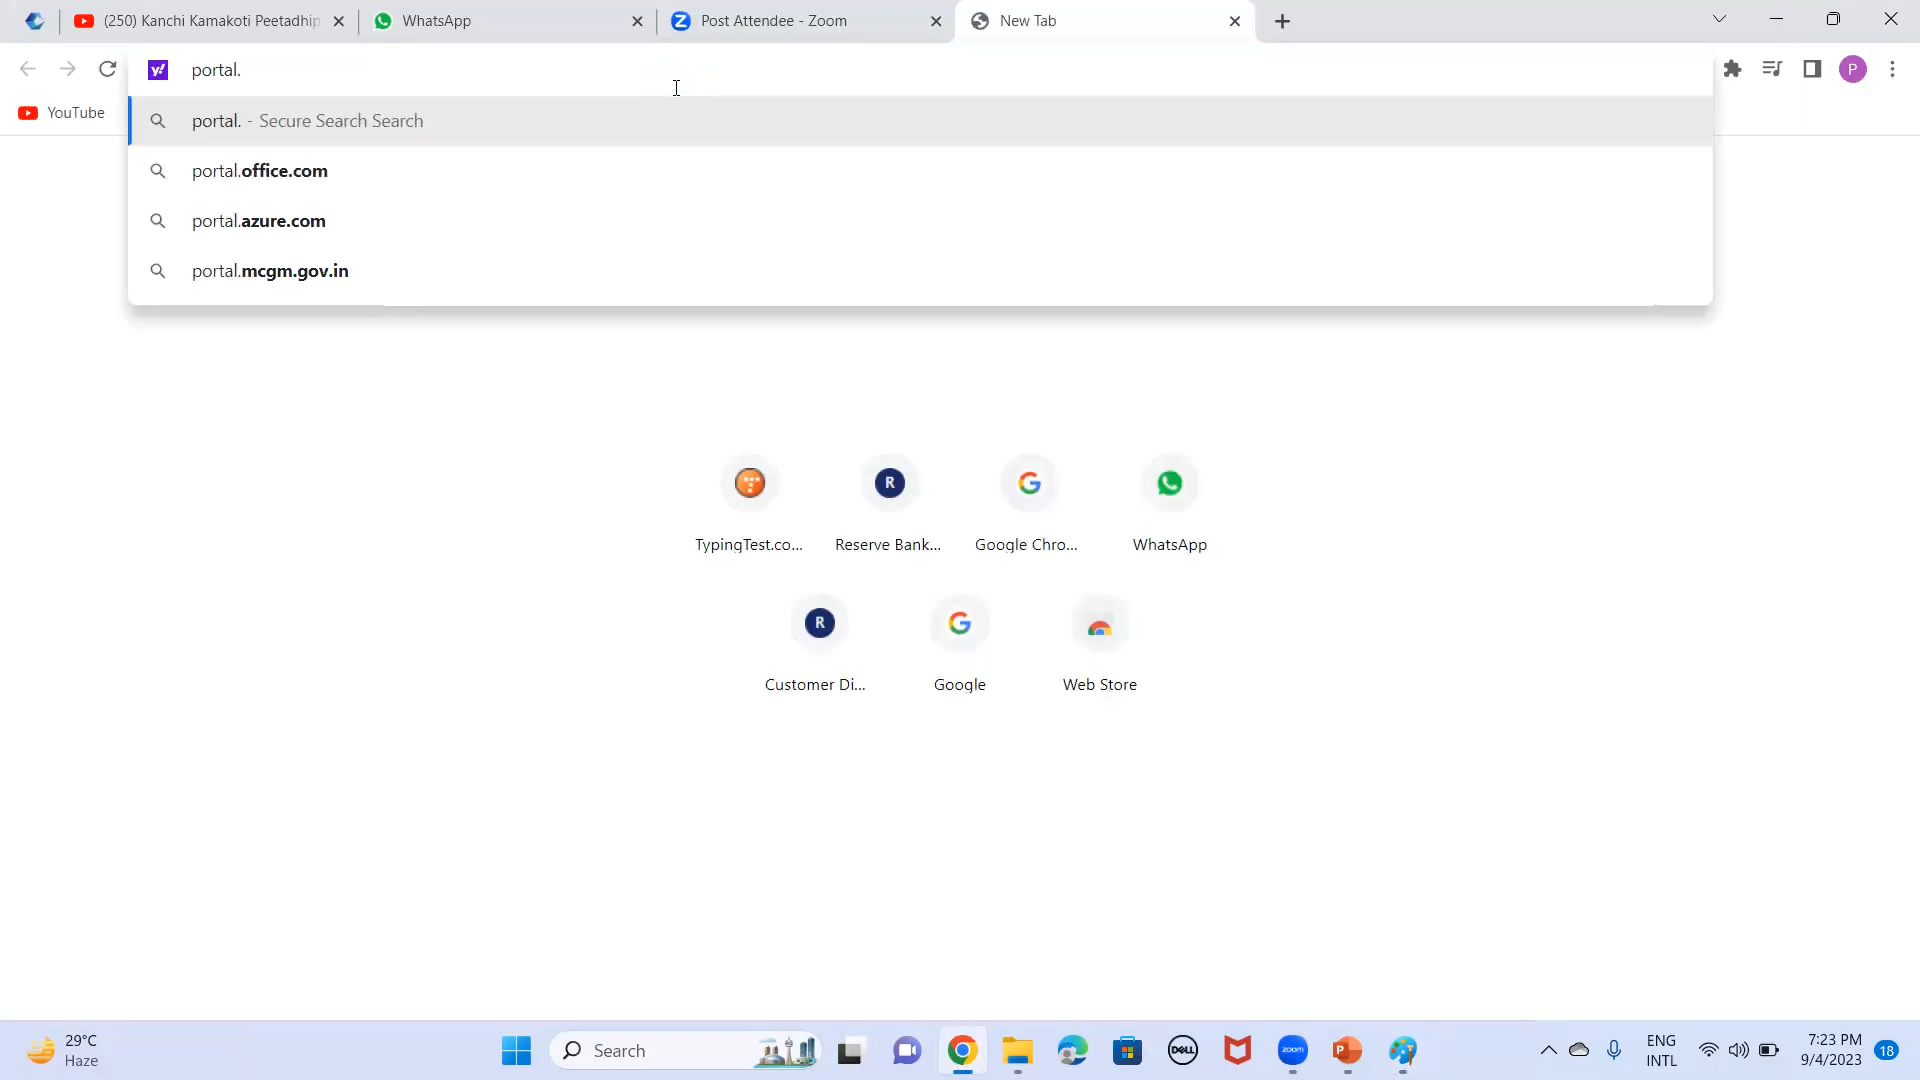 (250) Kanchi Kamakoti Peetadhip
WhatsApp
Post Attendee - Zoom
New Tab
y!
portal.
P
YouTube
portal. - Secure Search Search
portal.office.com
portal.azure.com
portal.mcgm.gov.in
R
TypingTest.co...
Reserve Bank...
Google Chro...
WhatsApp
R
Customer Di...
Google
Web Store
29°C
Haze
Search
DELL
zoom
ENG
INTL
7:23 PM
9/4/2023
18